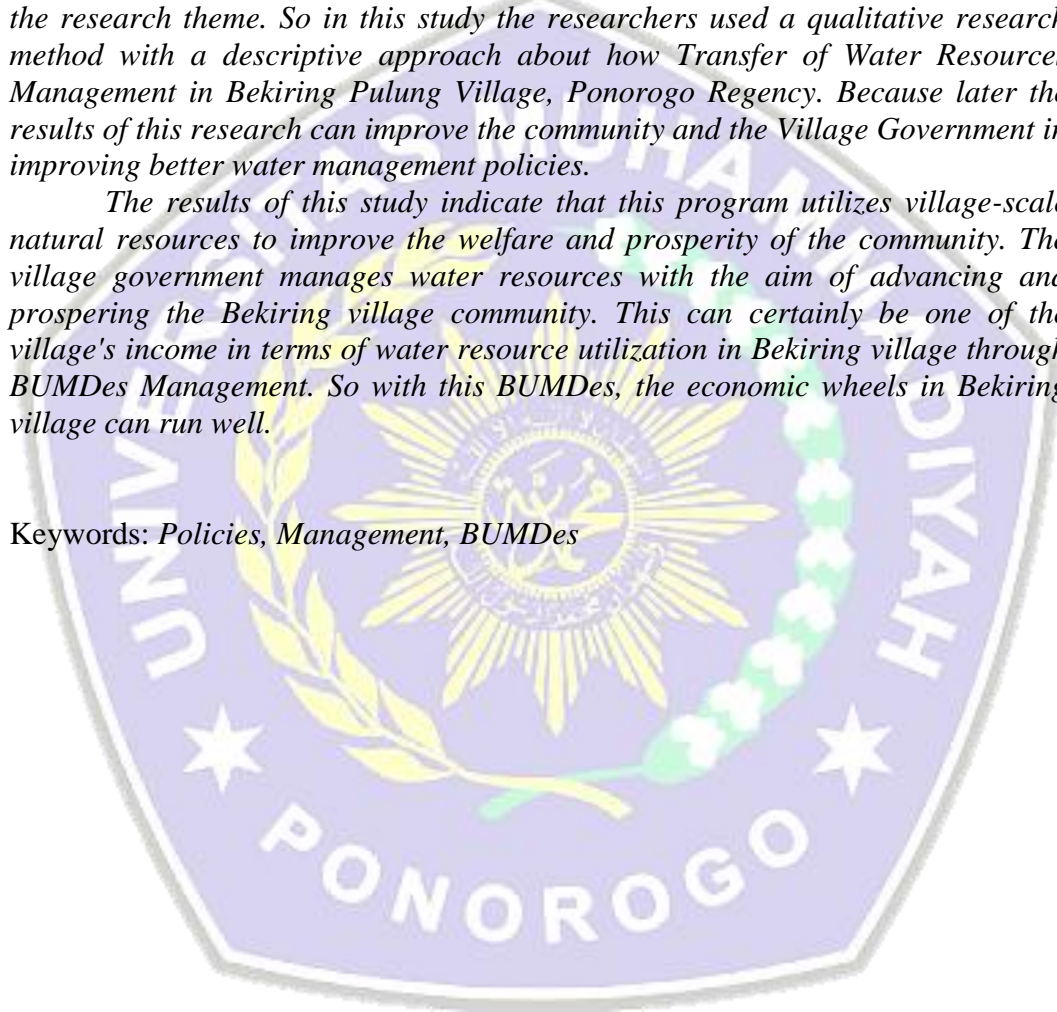 the research theme. So in this study the researchers used a qualitative research
method with a descriptive approach about how Transfer of Water Resources
Management in Bekiring Pulung Village, Ponorogo Regency. Because later the
results of this research can improve the community and the Village Government in
improving better water management policies.
The results of this study indicate that this program utilizes village-scale
natural resources to improve the welfare and prosperity of the community. The
village government manages water resources with the aim of advancing and
prospering the Bekiring village community. This can certainly be one of the
village's income in terms of water resource utilization in Bekiring village through
BUMDes Management. So with this BUMDes, the economic wheels in Bekiring
village can run well.
Keywords: Policies, Management, BUMDes
UNIVERSITAS MUHAMMADIYAH
PONOROGO